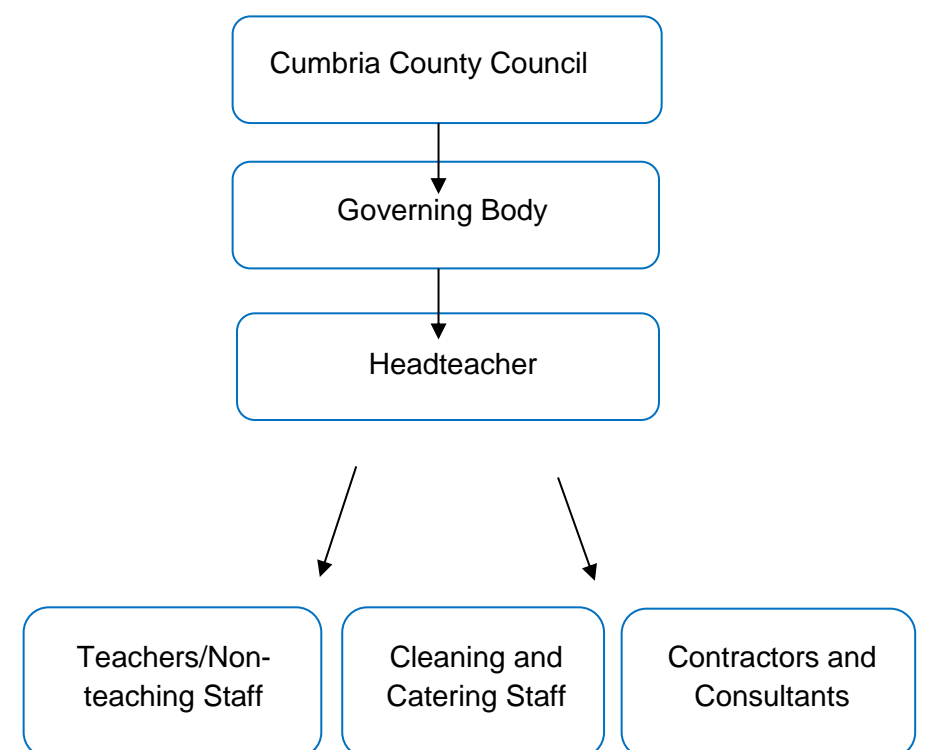 Cumbria County Council
Governing Body
Headteacher
Teachers/Non-
teaching Staff
Cleaning and
Catering Staff
Contractors and
Consultants